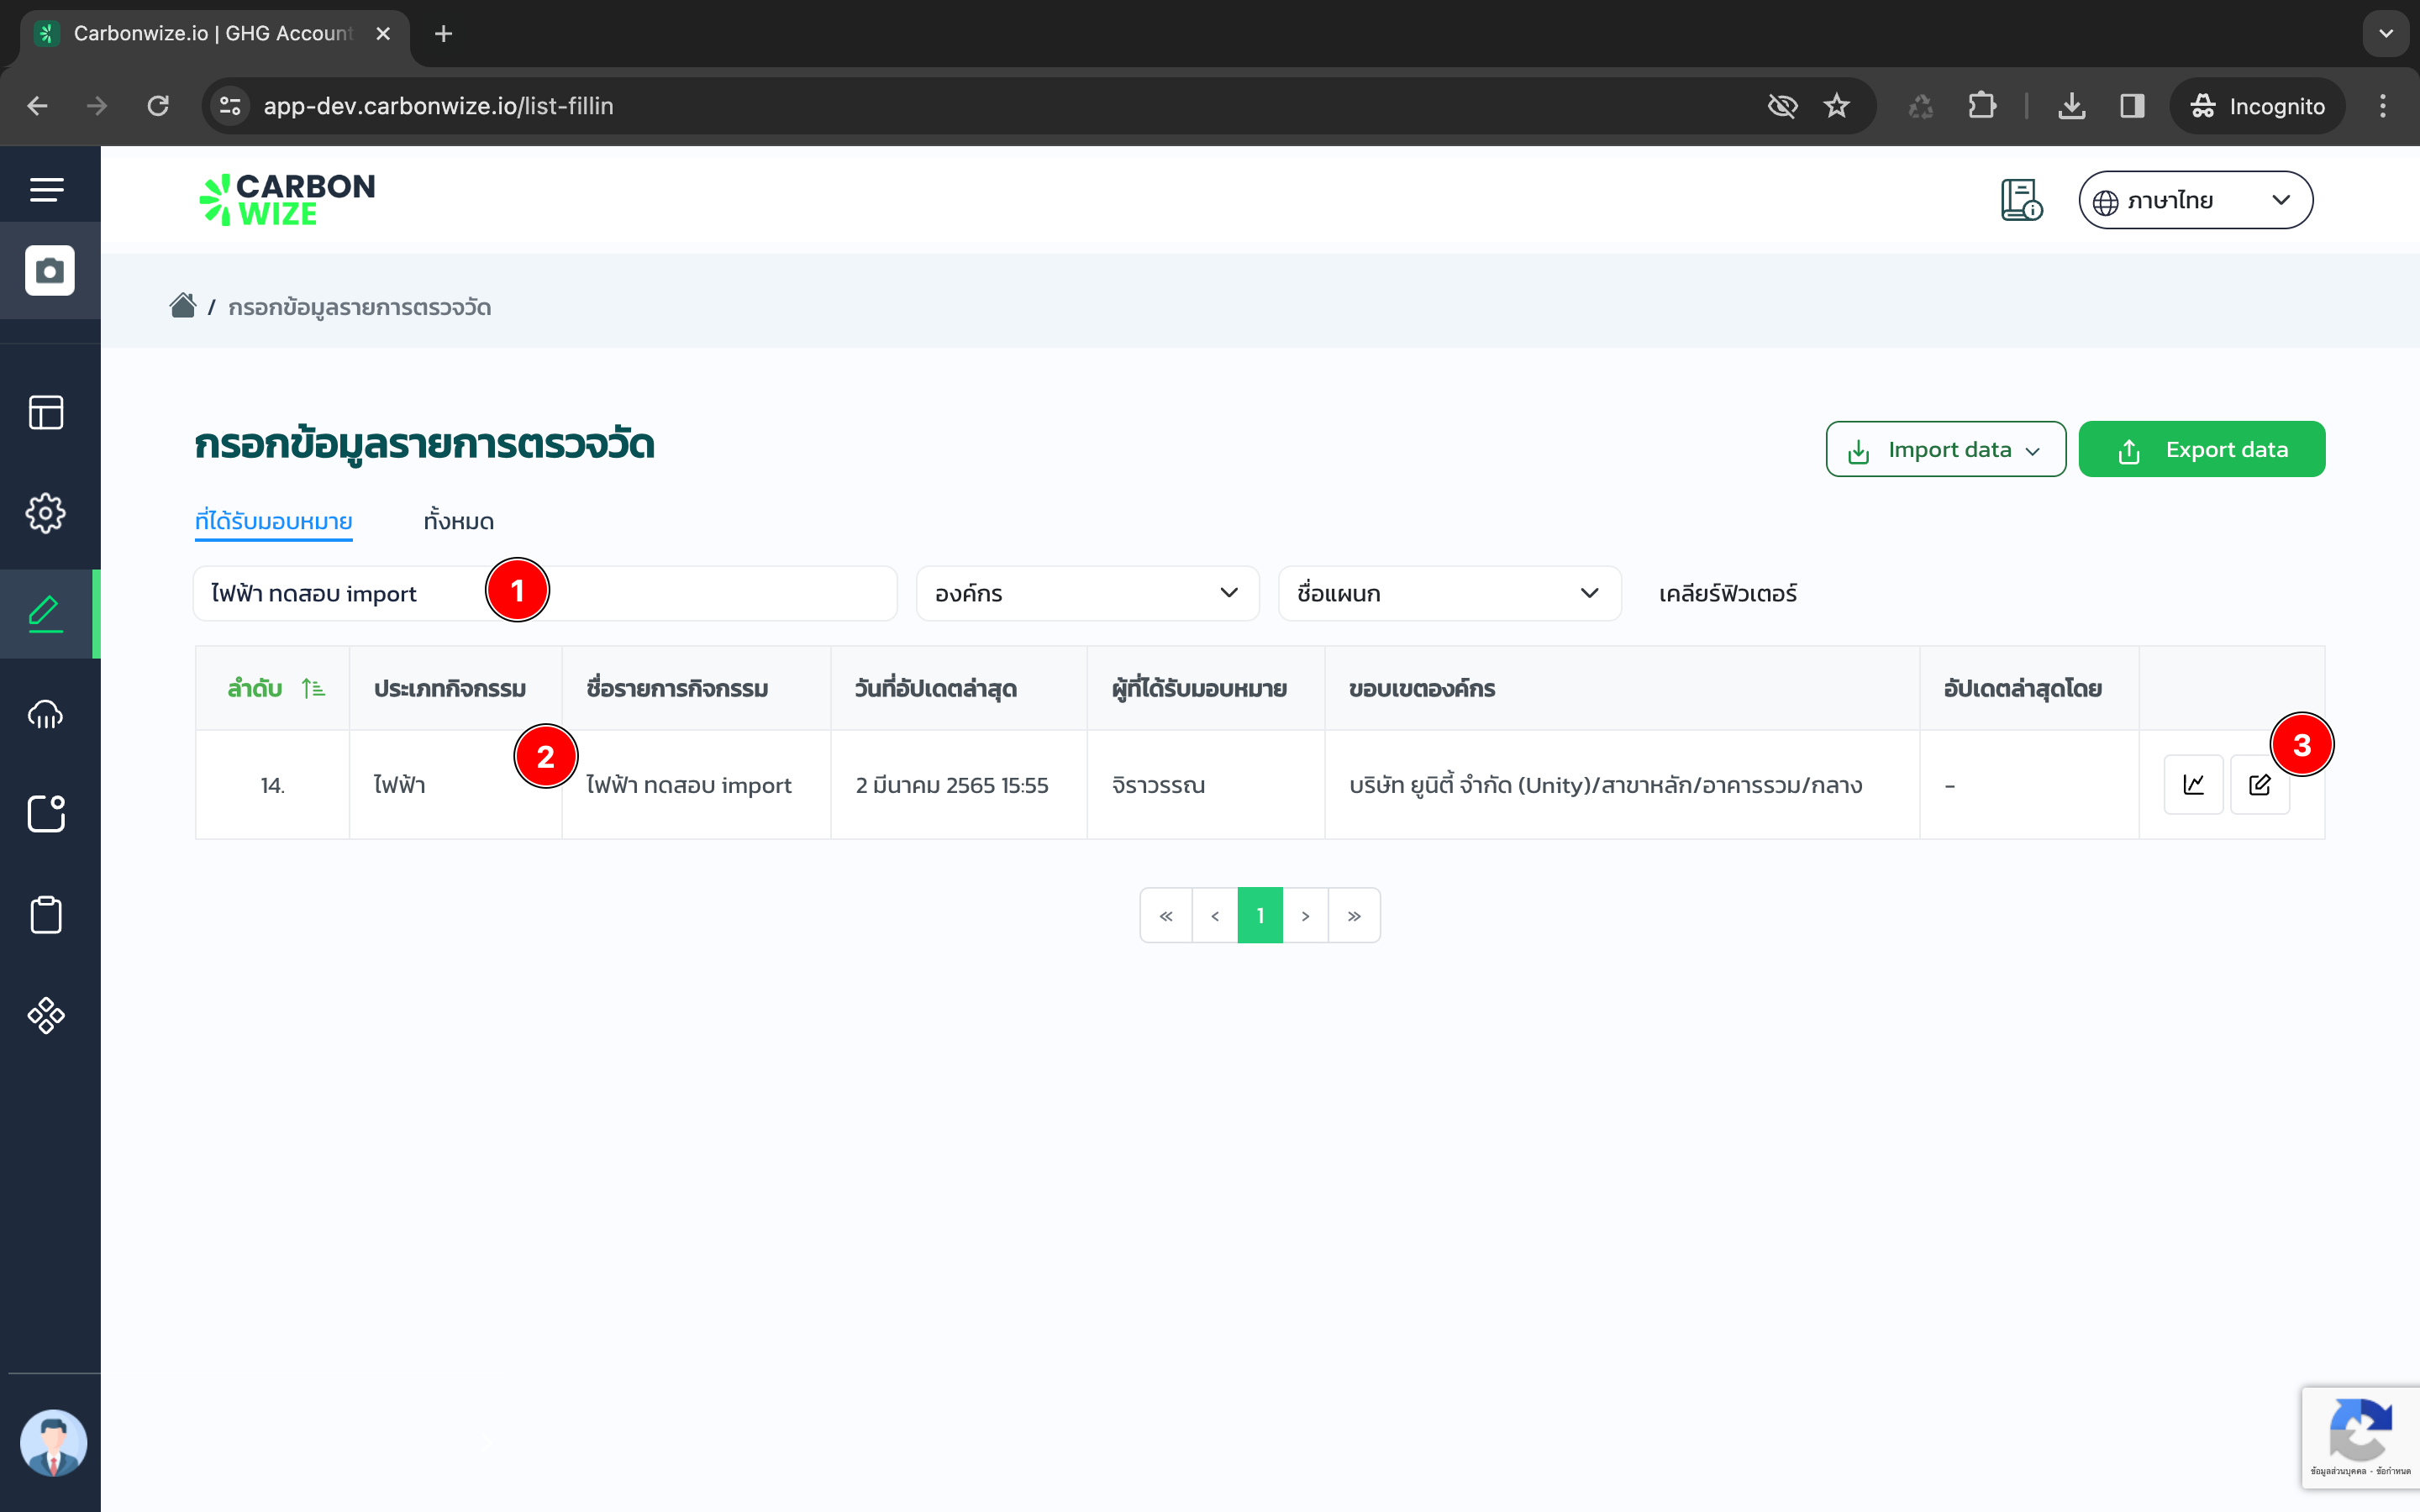 Carbonwize.io | GHG Account
app-dev.carbonwize.io/list-fillin
Incognito
CARBON
WIZE
ภาษาไทย
/ กรอกข้อมูลรายการตรวจวัด
กรอกข้อมูลรายการตรวจวัด
Import data
Export data
ที่ได้รับมอบหมาย ทั้งหมด
ไฟฟ้า ทดสอบ import 1 องค์กร ชื่อแผนก เคลียร์ฟิวเตอร์
ลำดับ ประเภทกิจกรรม ชื่อรายการกิจกรรม วันที่อัปเดตล่าสุด ผู้ที่ได้รับมอบหมาย ขอบเขตองค์กร อัปเดตล่าสุดโดย
2 3
14. ไฟฟ้า ไฟฟ้า ทดสอบ import 2 มีนาคม 2565 15:55 จิราวรรณ บริษัท ยูนิตี้ จำกัด (Unity)/สาขาหลัก/อาคารรวม/กลาง -
« ‹ 1 › »
ข้อมูลส่วนบุคคล - ข้อกำหนด